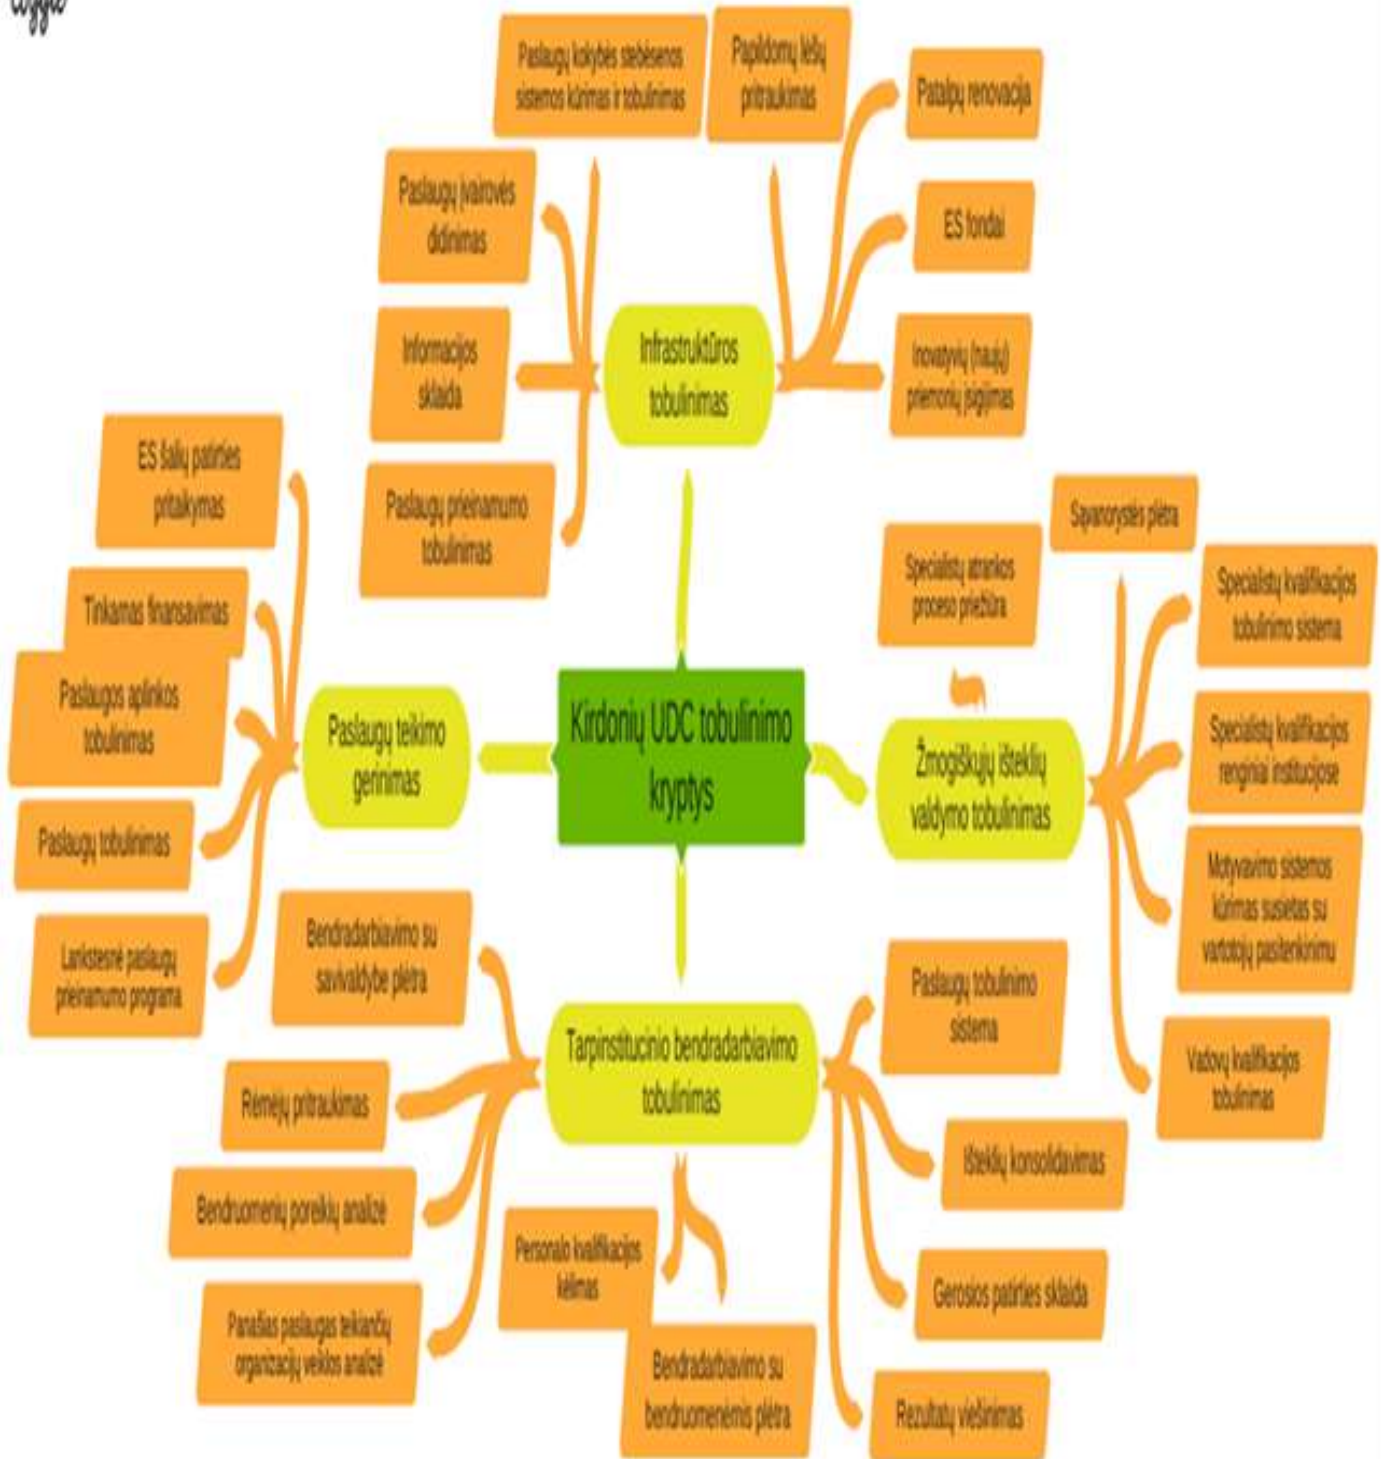 coggle
Paslaugų kokybės stebėsenos
sistemos kūrimas ir tobulinimas
Papildomų lėšų
pritraukimas
Patalpų renovacija
Paslaugų įvairovės
didinimas
ES fondai
Informacijos
sklaida
Infrastruktūros
tobulinimas
Inovatyvių (naujų)
priemonių įsigijimas
Paslaugų prieinamumo
tobulinimas
ES šalių patirties
pritaikymas
Tinkamas finansavimas
Paslaugos aplinkos
tobulinimas
Paslaugų tobulinimas
Lankstesnė paslaugų
prieinamumo programa
Paslaugų teikimo
gerinimas
Kirdonių UDC tobulinimo
kryptys
Specialistų atrankos
proceso priežiūra
Savanorystės plėtra
Žmogiškųjų išteklių
valdymo tobulinimas
Specialistų kvalifikacijos
tobulinimo sistema
Specialistų kvalifikacijos
renginiai institucijose
Motyvavimo sistemos
kūrimas susietas su
vartotojų pasitenkinimu
Vadovų kvalifikacijos
tobulinimas
Bendradarbiavimo su
savivaldybe plėtra
Rėmėjų pritraukimas
Bendruomenių poreikių analizė
Panašias paslaugas teikiančių
organizacijų veiklos analizė
Tarpinstitucinio bendradarbiavimo
tobulinimas
Personalo kvalifikacijos
kėlimas
Bendradarbiavimo su
bendruomenėmis plėtra
Paslaugų tobulinimo
sistema
Išteklių konsolidavimas
Gerosios patirties sklaida
Rezultatų viešinimas